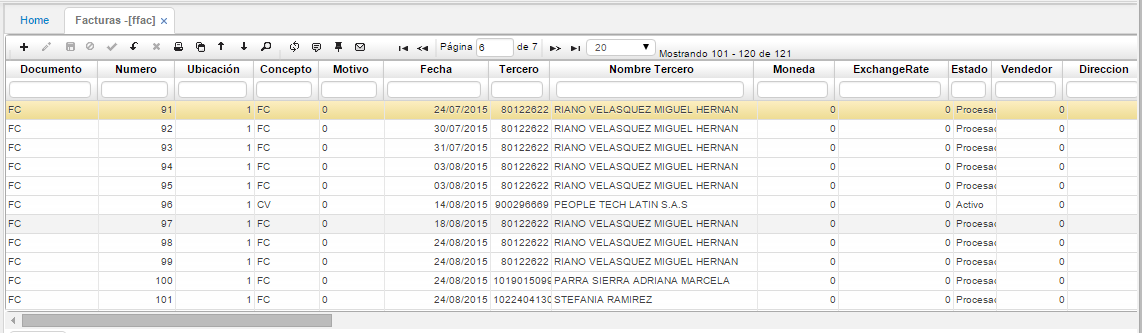 Home Facturas -[ffac] ×
Página 6 de 7 20 Mostrando 101 - 120 de 121
Documento Numero Ubicación Concepto Motivo Fecha Tercero Nombre Tercero Moneda ExchangeRate Estado Vendedor Direccion
FC 91 1 FC 0 24/07/2015 80122622 RIANO VELASQUEZ MIGUEL HERNAN 0 0 Procesad 0
FC 92 1 FC 0 30/07/2015 80122622 RIANO VELASQUEZ MIGUEL HERNAN 0 0 Procesad 0
FC 93 1 FC 0 31/07/2015 80122622 RIANO VELASQUEZ MIGUEL HERNAN 0 0 Procesad 0
FC 94 1 FC 0 03/08/2015 80122622 RIANO VELASQUEZ MIGUEL HERNAN 0 0 Procesad 0
FC 95 1 FC 0 03/08/2015 80122622 RIANO VELASQUEZ MIGUEL HERNAN 0 0 Procesad 0
FC 96 1 CV 0 14/08/2015 900296669 PEOPLE TECH LATIN S.A.S 0 0 Activo 0
FC 97 1 FC 0 18/08/2015 80122622 RIANO VELASQUEZ MIGUEL HERNAN 0 0 Procesad 0
FC 98 1 FC 0 24/08/2015 80122622 RIANO VELASQUEZ MIGUEL HERNAN 0 0 Procesad 0
FC 99 1 FC 0 24/08/2015 80122622 RIANO VELASQUEZ MIGUEL HERNAN 0 0 Procesad 0
FC 100 1 FC 0 24/08/2015 1019015099 PARRA SIERRA ADRIANA MARCELA 0 0 Procesad 0
FC 101 1 FC 0 24/08/2015 1022404130 STEFANIA RAMIREZ 0 0 Procesad 0